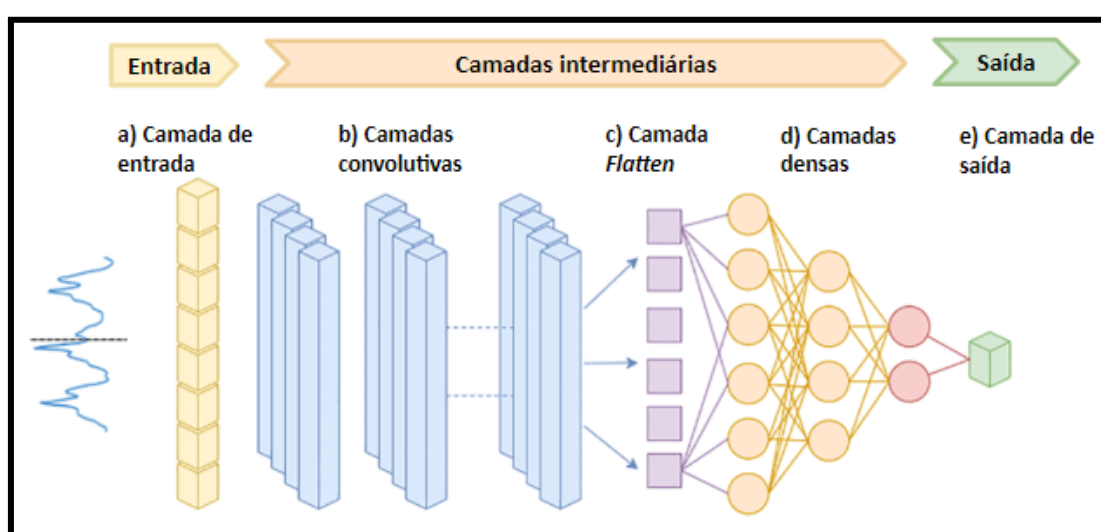 Entrada
Camadas intermediárias
Saída
a) Camada de
entrada
b) Camadas
convolutivas
c) Camada
Flatten
d) Camadas
densas
e) Camada de
saída